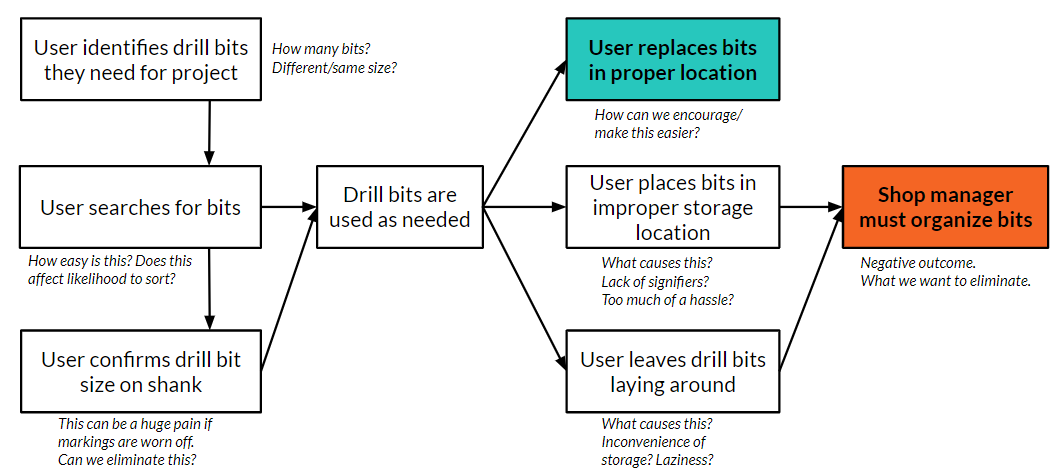 User identifies drill bits
they need for project
How many bits?
Different/same size?
User searches for bits
How easy is this? Does this
affect likelihood to sort?
User confirms drill bit
size on shank
This can be a huge pain if
markings are worn off.
Can we eliminate this?
Drill bits are
used as needed
User replaces bits
in proper location
How can we encourage/
make this easier?
User places bits in
improper storage
location
What causes this?
Lack of signifiers?
Too much of a hassle?
User leaves drill bits
laying around
What causes this?
Inconvenience of
storage? Laziness?
Shop manager
must organize bits
Negative outcome.
What we want to eliminate.